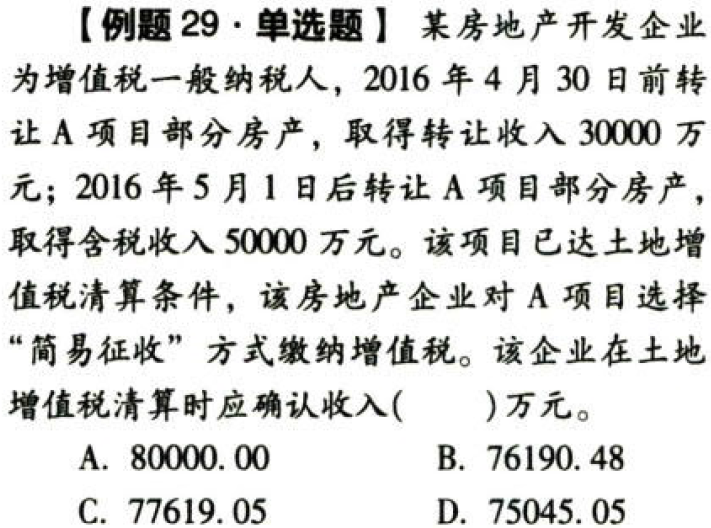 【例题 29·单选题】 某房地产开发企业
为增值税一般纳税人，2016 年 4 月 30 日前转
让 A 项目部分房产，取得转让收入 30000 万
元；2016 年 5 月 1 日后转让 A 项目部分房产，
取得含税收入 50000 万元。该项目已达土地增
值税清算条件，该房地产企业对 A 项目选择
“简易征收”方式缴纳增值税。该企业在土地
增值税清算时应确认收入(　　)万元。
A. 80000.00　　B. 76190.48
C. 77619.05　　D. 75045.05